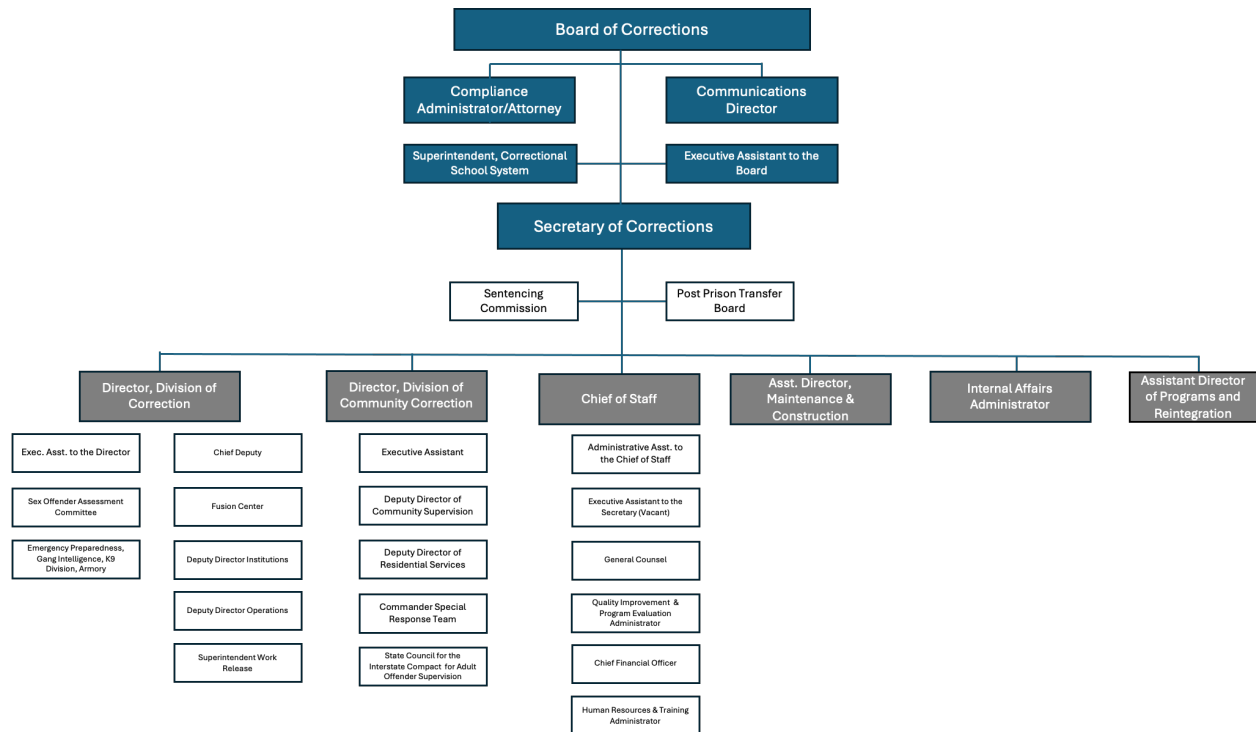 Board of Corrections
Compliance
Administrator/Attorney
Communications
Director
Superintendent, Correctional
School System
Executive Assistant to the
Board
Secretary of Corrections
Sentencing
Commission
Post Prison Transfer
Board
Director, Division of
Correction
Director, Division of
Community Correction
Chief of Staff
Asst. Director,
Maintenance &
Construction
Internal Affairs
Administrator
Assistant Director
of Programs and
Reintegration
Exec. Asst. to the Director
Sex Offender Assessment
Committee
Emergency Preparedness,
Gang Intelligence, K9
Division, Armory
Chief Deputy
Fusion Center
Deputy Director Institutions
Deputy Director Operations
Superintendent Work
Release
Executive Assistant
Deputy Director of
Community Supervision
Deputy Director of
Residential Services
Commander Special
Response Team
State Council for the
Interstate Compact for Adult
Offender Supervision
Administrative Asst. to
the Chief of Staff
Executive Assistant to the
Secretary (Vacant)
General Counsel
Quality Improvement &
Program Evaluation
Administrator
Chief Financial Officer
Human Resources & Training
Administrator